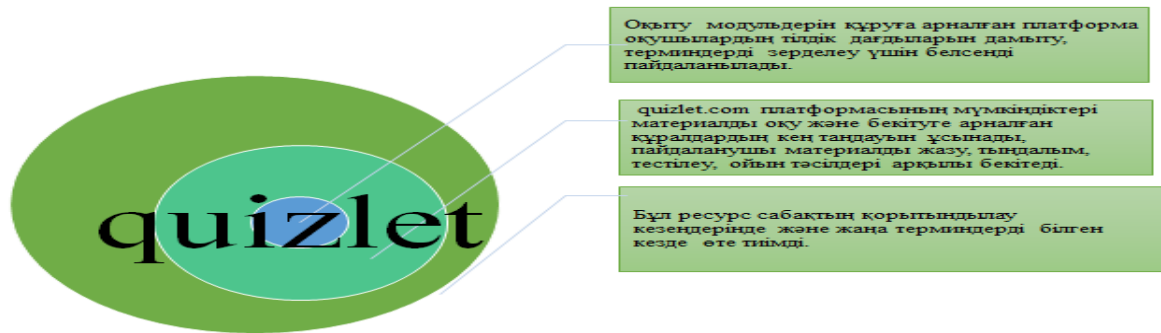 quizlet
Оқыту модульдерін құруға арналған платформа
оқушылардың тілдік дағдыларын дамыту,
терминдерді зерделеу үшін белсенді
пайдаланылады.
quizlet.com платформасының мүмкіндіктері
материалды оқу және бекітуге арналған
құралдардың кең таңдауын ұсынады,
пайдаланушы материалды жазу, тыңдалым,
тестілеу, ойын тәсілдері арқылы бекітеді.
Бұл ресурс сабақтың қорытындылау
кезеңдерінде және жаңа терминдерді білген
кезде өте тиімді.